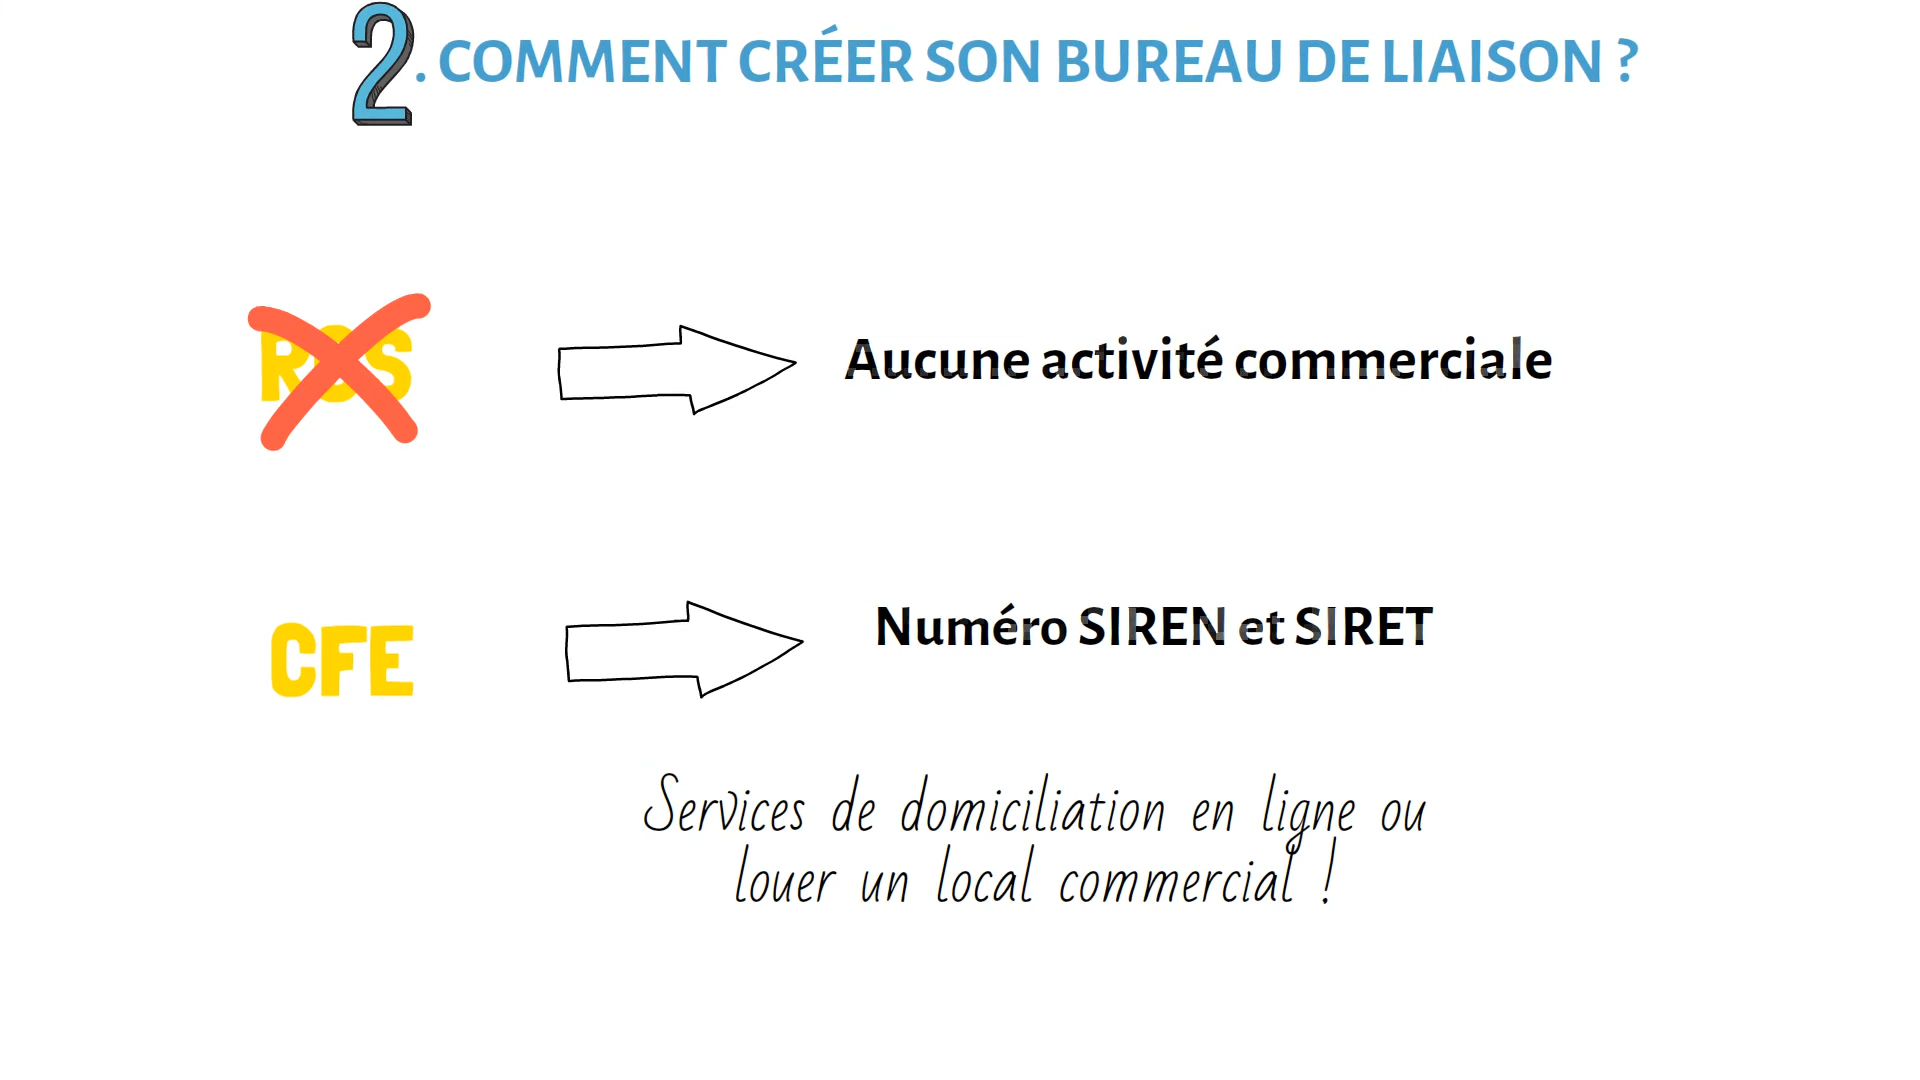 2. COMMENT CRÉER SON BUREAU DE LIAISON ?
RCS
Aucune activité commerciale
CFE
Numéro SIREN et SIRET
Services de domiciliation en ligne ou
louer un local commercial !